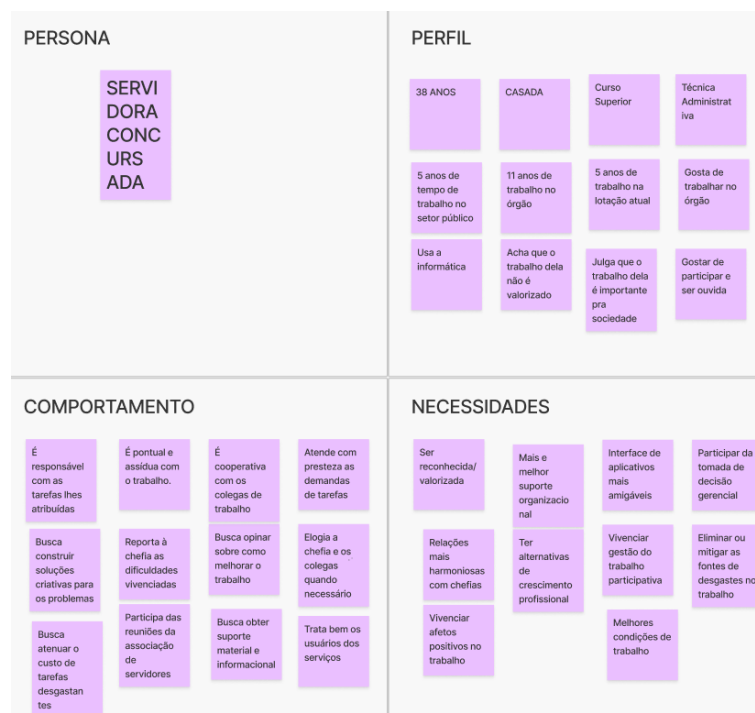 PERSONA
SERVI
DORA
CONC
URS
ADA
PERFIL
38 ANOS
CASADA
Curso
Superior
Técnica
Administrat
iva
5 anos de
tempo de
trabalho no
setor público
11 anos de
trabalho no
órgão
5 anos de
trabalho na
lotação atual
Gosta de
trabalhar no
órgão
Usa a
informática
Acha que o
trabalho dela
não é
valorizado
Julga que o
trabalho dela
é importante
pra
sociedade
Gostar de
participar e
ser ouvida
COMPORTAMENTO
É
responsável
com as
tarefas lhes
atribuídas
É pontual e
assídua com
o trabalho.
É
cooperativa
com os
colegas de
trabalho
Atende com
presteza as
demandas
de tarefas
Busca
construir
soluções
criativas para
os problemas
Reporta à
chefia as
dificuldades
vivenciadas
Busca opinar
sobre como
melhorar o
trabalho
Elogia a
chefia e os
colegas
quando
necessário
Busca
atenuar o
custo de
tarefas
desgastan
tes
Participa das
reuniões da
associação
de
servidores
Busca obter
suporte
material e
informacional
Trata bem os
usuários dos
serviços
NECESSIDADES
Ser
reconhecida/
valorizada
Mais e
melhor
suporte
organizacio
nal
Interface de
aplicativos
mais
amigáveis
Participar da
tomada de
decisão
gerencial
Relações
mais
harmoniosas
com chefias
Ter
alternativas
de
crescimento
profissional
Vivenciar
gestão do
trabalho
participativa
Eliminar ou
mitigar as
fontes de
desgastes no
trabalho
Vivenciar
afetos
positivos no
trabalho
Melhores
condições de
trabalho